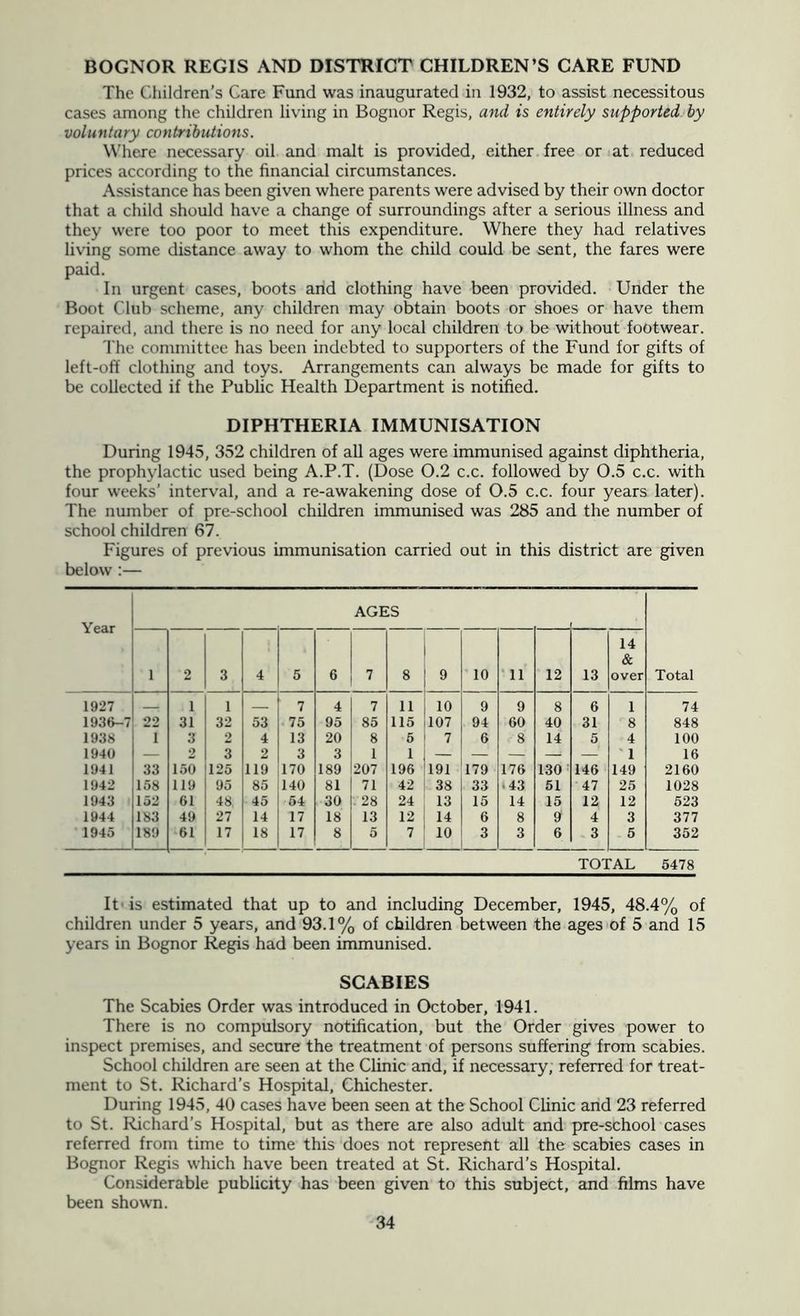 BOGNOR REGIS AND DISTRICT CHILDREN'S CARE FUND
The Children's Care Fund was inaugurated in 1932, to assist necessitous
cases among the children living in Bognor Regis, and is entirely supported by
voluntary contributions.
Where necessary oil and malt is provided, either free or at reduced
prices according to the financial circumstances.
Assistance has been given where parents were advised by their own doctor
that a child should have a change of surroundings after a serious illness and
they were too poor to meet this expenditure. Where they had relatives
living some distance away to whom the child could be sent, the fares were
paid.
In urgent cases, boots and clothing have been provided. Under the
Boot Club scheme, any children may obtain boots or shoes or have them
repaired, and there is no need for any local children to be without footwear.
The committee has been indebted to supporters of the Fund for gifts of
left-off clothing and toys. Arrangements can always be made for gifts to
be collected if the Public Health Department is notified.
DIPHTHERIA IMMUNISATION
During 1945, 352 children of all ages were immunised against diphtheria,
the prophylactic used being A.P.T. (Dose O.2 c.c. followed by O.5 c.c. with
four weeks' interval, and a re-awakening dose of O.5 c.c. four years later).
The number of pre-school children immunised was 285 and the number of
school children 67.
Figures of previous immunisation carried out in this district are given
below :—
Year AGES Total
1 2 3 4 5 6 7 8 9 10 11 12 13 14 & over
1927 — 1 1 — 7 4 7 11 10 9 9 8 6 1 74
1936-7 22 31 32 53 75 95 85 115 107 94 60 40 31 8 848
1938 1 3 2 4 13 20 8 5 7 6 8 14 5 4 100
1940 — 2 3 2 3 3 1 1 — — — — — 1 16
1941 33 150 125 119 170 189 207 196 191 179 176 130 146 149 2160
1942 158 119 95 85 140 81 71 42 38 33 43 51 47 25 1028
1943 152 61 48 45 54 30 28 24 13 15 14 15 12 12 523
1944 183 49 27 14 17 18 13 12 14 6 8 9 4 3 377
1945 189 61 17 18 17 8 5 7 10 3 3 6 3 5 352
TOTAL 5478
It is estimated that up to and including December, 1945, 48.4% of
children under 5 years, and 93.1% of children between the ages of 5 and 15
years in Bognor Regis had been immunised.
SCABIES
The Scabies Order was introduced in October, 1941.
There is no compulsory notification, but the Order gives power to
inspect premises, and secure the treatment of persons suffering from scabies.
School children are seen at the Clinic and, if necessary, referred for treat-
ment to St. Richard's Hospital, Chichester.
During 1945, 40 cases have been seen at the School Clinic and 23 referred
to St. Richard's Hospital, but as there are also adult and pre-school cases
referred from time to time this does not represent all the scabies cases in
Bognor Regis which have been treated at St. Richard's Hospital.
Considerable publicity has been given to this subject, and films have
been shown.
34